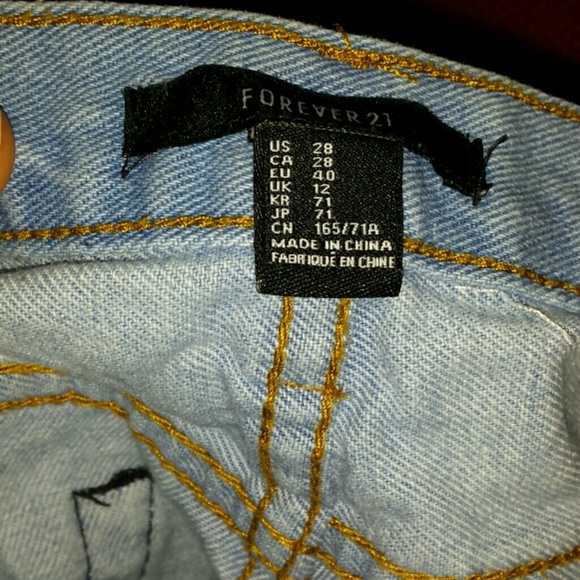 FOREVER 21
US 28
CA 28
EU 40
UK 12
KR 71
JP 71
CN 165/71A
MADE IN CHINA
FABRIQUE EN CHINE